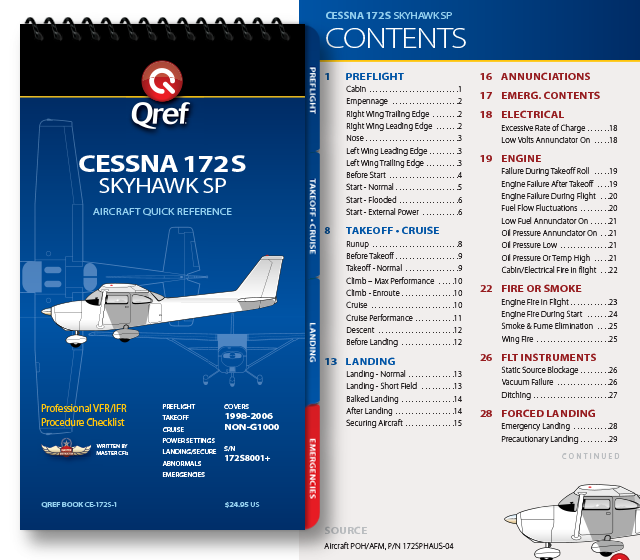 Qref
CESSNA 172S
SKYHAWK SP
AIRCRAFT QUICK REFERENCE
Professional VFR/IFR
Procedure Checklist
WRITTEN BY
MASTER CFIs
PREFLIGHT
TAKEOFF
CRUISE
POWER SETTINGS
LANDING/SECURE
ABNORMALS
EMERGENCIES
COVERS
1998-2006
NON-G1000
S/N
172S8001+
QREF BOOK CE-172S-1
$24.95 US
PREFLIGHT
TAKEOFF • CRUISE
LANDING
EMERGENCIES
CESSNA 172S SKYHAWK SP
CONTENTS
1 PREFLIGHT
Cabin ...........................1
Empennage ....................2
Right Wing Trailing Edge ......2
Right Wing Leading Edge ......2
Nose ............................3
Left Wing Leading Edge .......3
Left Wing Trailing Edge ........3
Before Start ....................4
Start - Normal ..................5
Start - Flooded .................6
Start - External Power .........6
8 TAKEOFF • CRUISE
Runup ..........................8
Before Takeoff ..................9
Takeoff - Normal ................9
Climb – Max Performance .....10
Climb - Enroute ................10
Cruise .........................10
Cruise Performance ...........11
Descent .......................12
Before Landing ................12
13 LANDING
Landing - Normal ..............13
Landing - Short Field ..........13
Balked Landing ................14
After Landing ..................14
Securing Aircraft ..............15
16 ANNUNCIATIONS
17 EMERG. CONTENTS
18 ELECTRICAL
Excessive Rate of Charge ......18
Low Volts Annunciator On .....18
19 ENGINE
Failure During Takeoff Roll ....19
Engine Failure After Takeoff ...19
Engine Failure During Flight ..20
Fuel Flow Fluctuations ........20
Low Fuel Annunciator On .....21
Oil Pressure Annunciator On ..21
Oil Pressure Low ..............21
Oil Pressure Or Temp High ....21
Cabin/Electrical Fire in flight ..22
22 FIRE OR SMOKE
Engine Fire in Flight ...........23
Engine Fire During Start .......24
Smoke & Fume Elimination ...25
Wing Fire ......................25
26 FLT INSTRUMENTS
Static Source Blockage ........26
Vacuum Failure ................26
Ditching .......................27
28 FORCED LANDING
Emergency Landing ...........28
Precautionary Landing ........29
CONTINUED
SOURCE
Aircraft POH/AFM, P/N 172SPHAUS-04